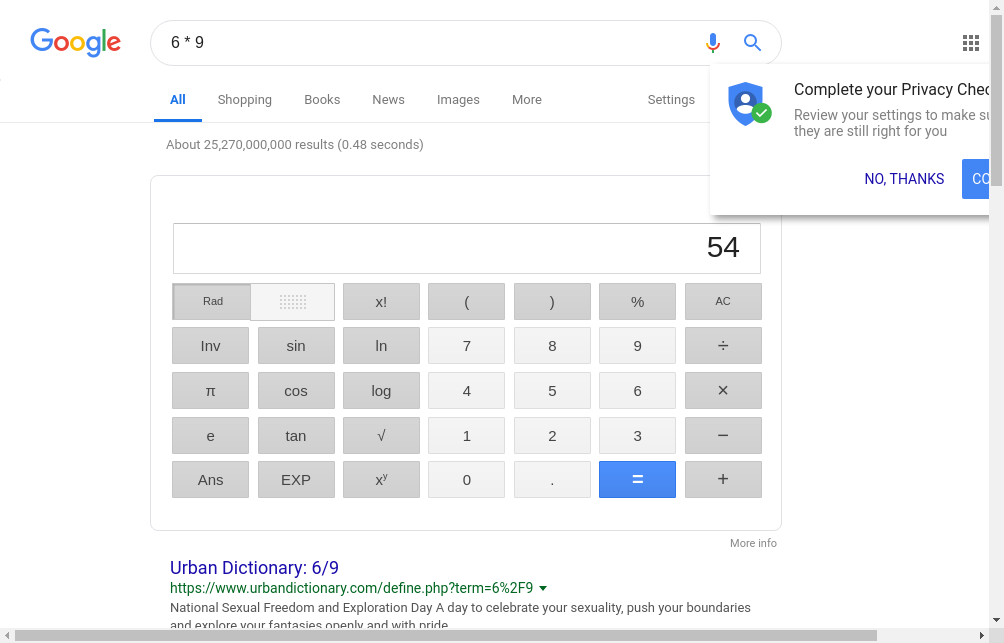 Google
6 * 9
All Shopping Books News Images More Settings
Complete your Privacy Chec
Review your settings to make su
they are still right for you
NO, THANKS CO
About 25,270,000,000 results (0.48 seconds)
54
Rad x! ( ) % AC
Inv sin ln 7 8 9 ÷
π cos log 4 5 6 ×
e tan √ 1 2 3 −
Ans EXP xʸ 0 . = +
More info
Urban Dictionary: 6/9
https://www.urbandictionary.com/define.php?term=6%2F9
National Sexual Freedom and Exploration Day A day to celebrate your sexuality, push your boundaries
and explore your fantasies openly and with pride